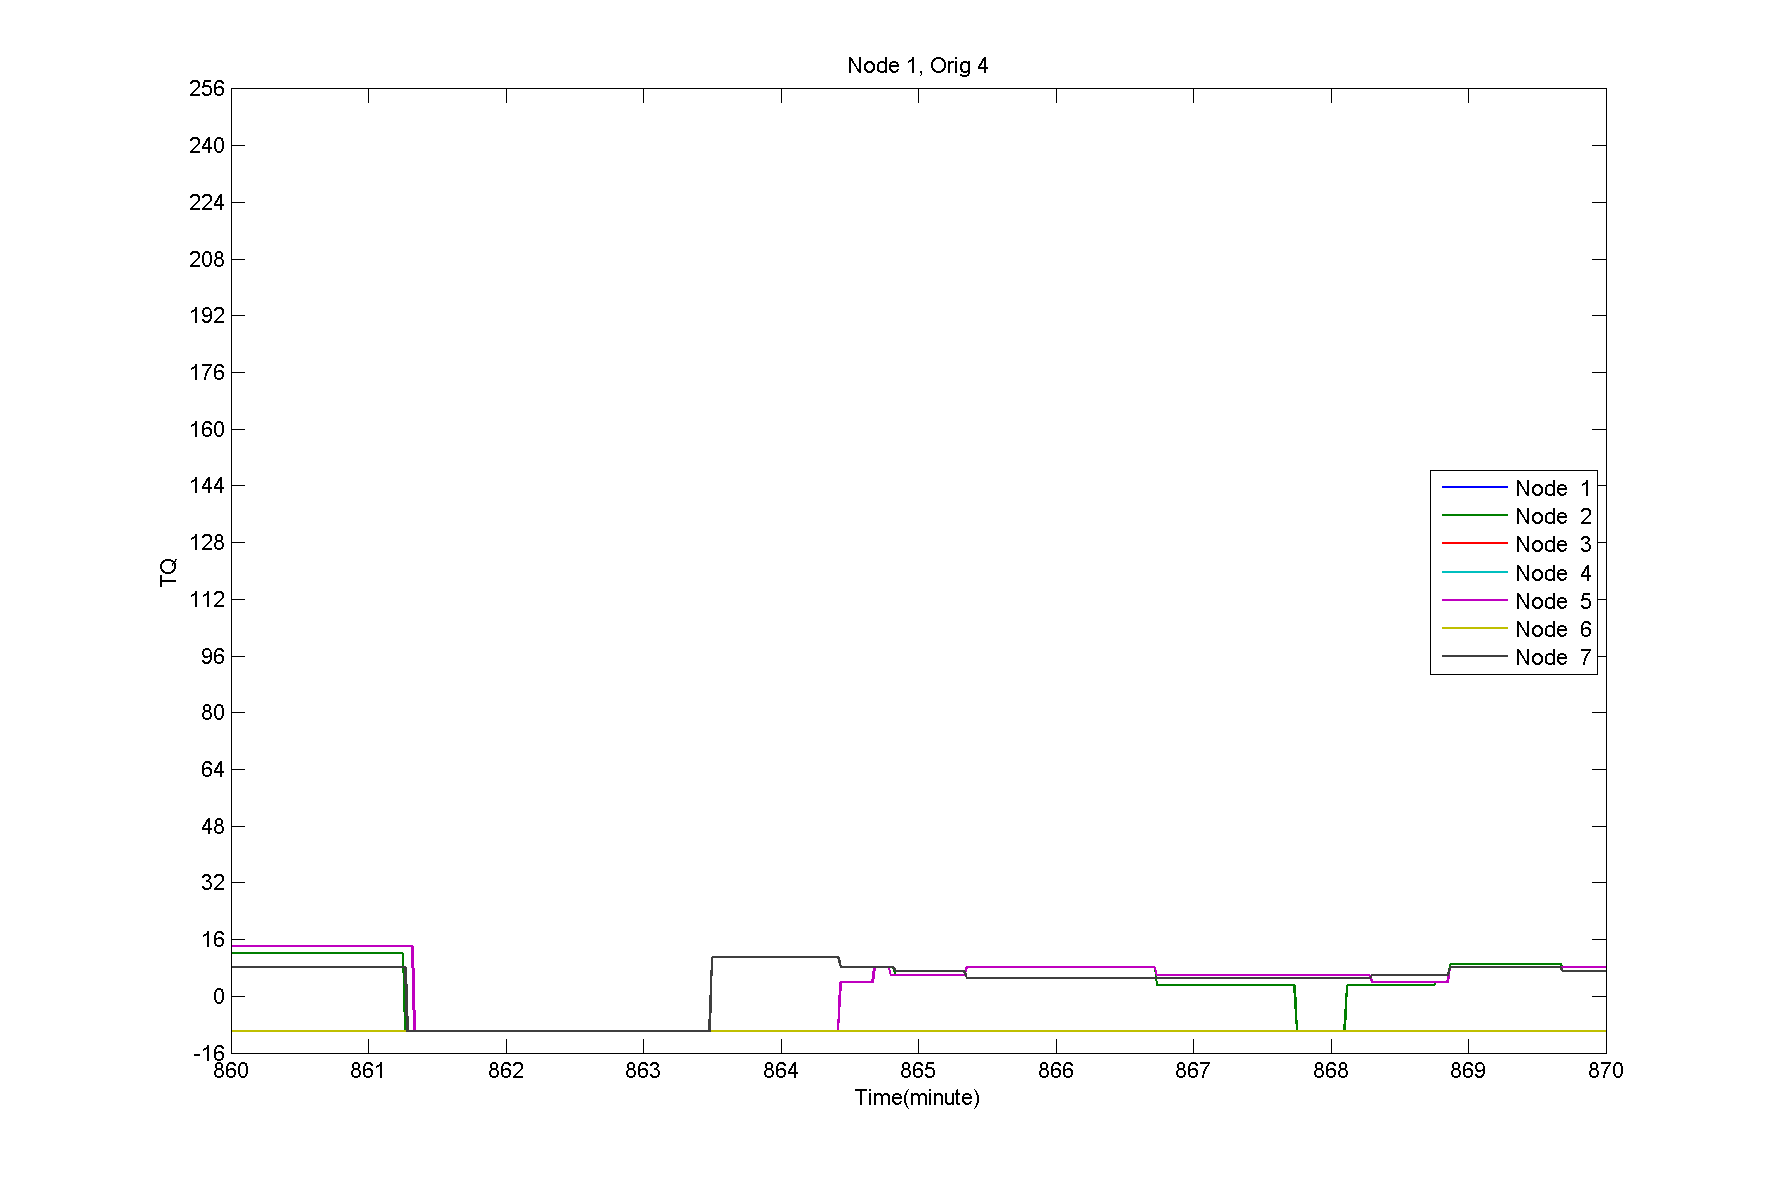 Node 1, Orig 4
256
240
224
208
192
176
160
144
128
112
96
80
64
48
32
16
0
-16
TQ
Node 1
Node 2
Node 3
Node 4
Node 5
Node 6
Node 7
860 861 862 863 864 865 866 867 868 869 870
Time(minute)